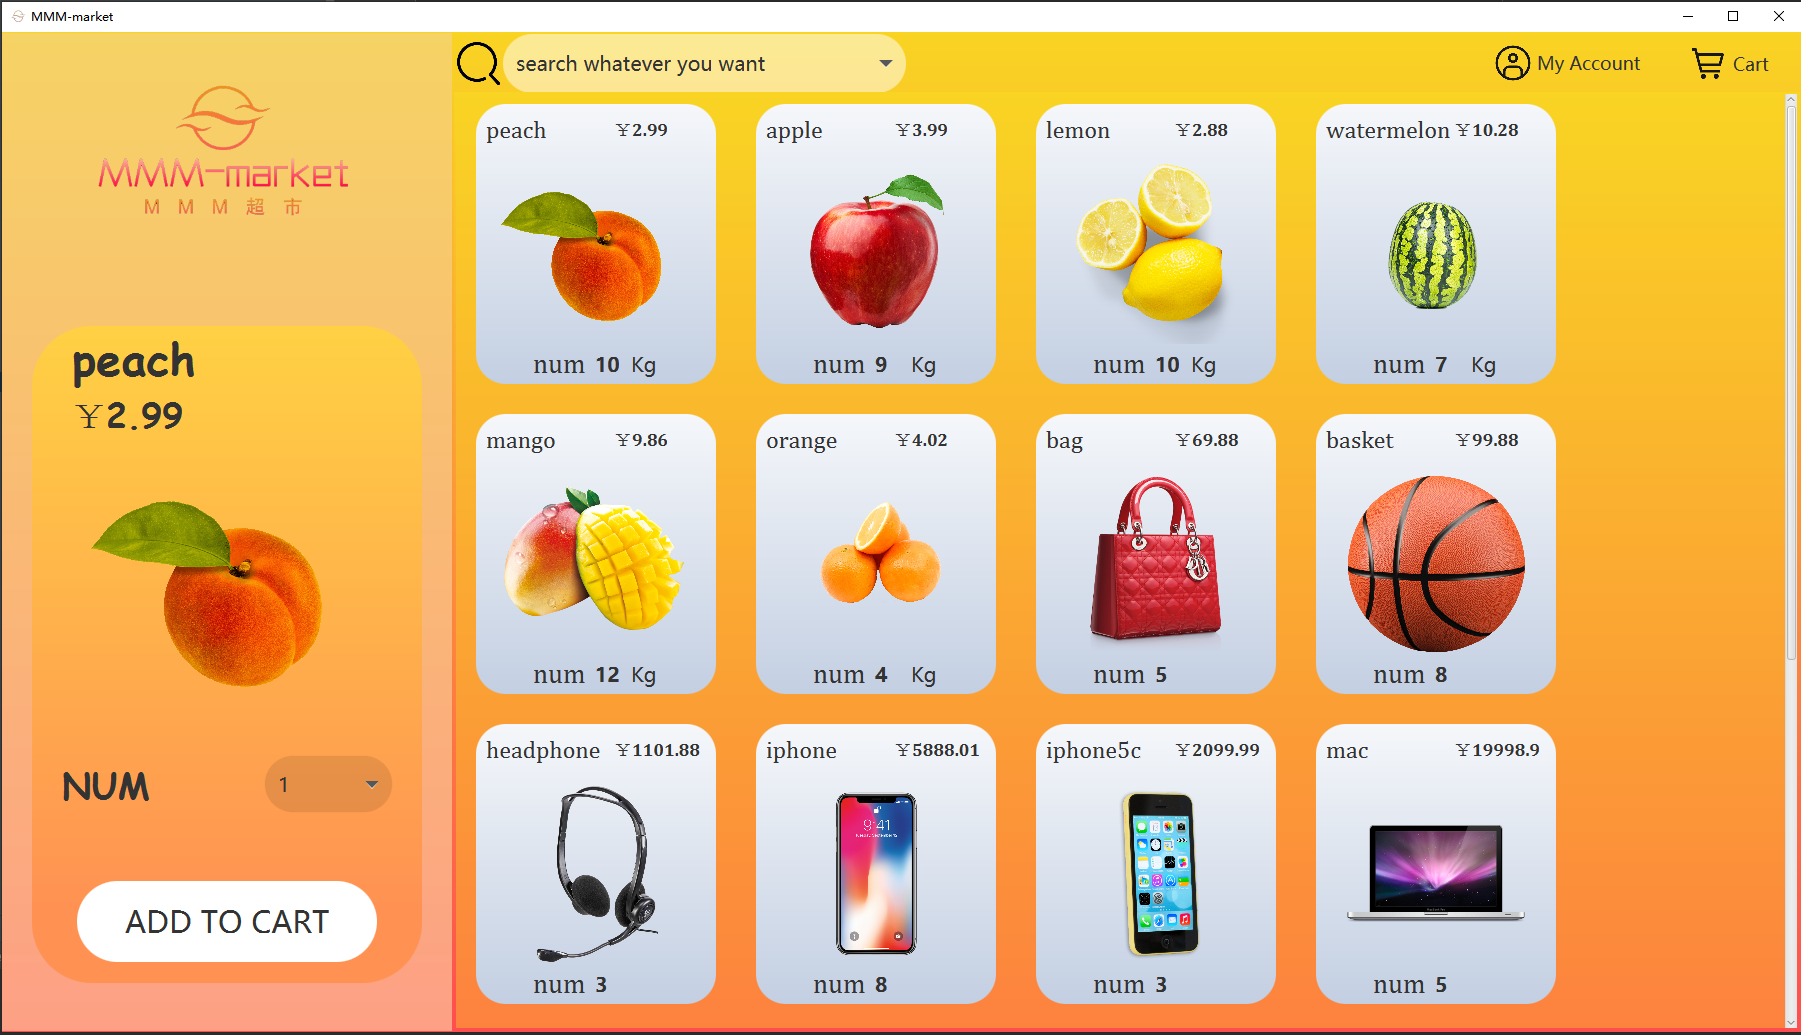 MMM-market
MMM-market
MMM超市
search whatever you want
My Account
Cart
peach
¥2.99
NUM
1
ADD TO CART
peach ¥2.99
num 10 Kg
apple ¥3.99
num 9 Kg
lemon ¥2.88
num 10 Kg
watermelon ¥10.28
num 7 Kg
mango ¥9.86
num 12 Kg
orange ¥4.02
num 4 Kg
bag ¥69.88
num 5
basket ¥99.88
num 8
headphone ¥1101.88
num 3
iphone ¥5888.01
9:41
num 8
iphone5c ¥2099.99
num 3
mac ¥19998.9
num 5